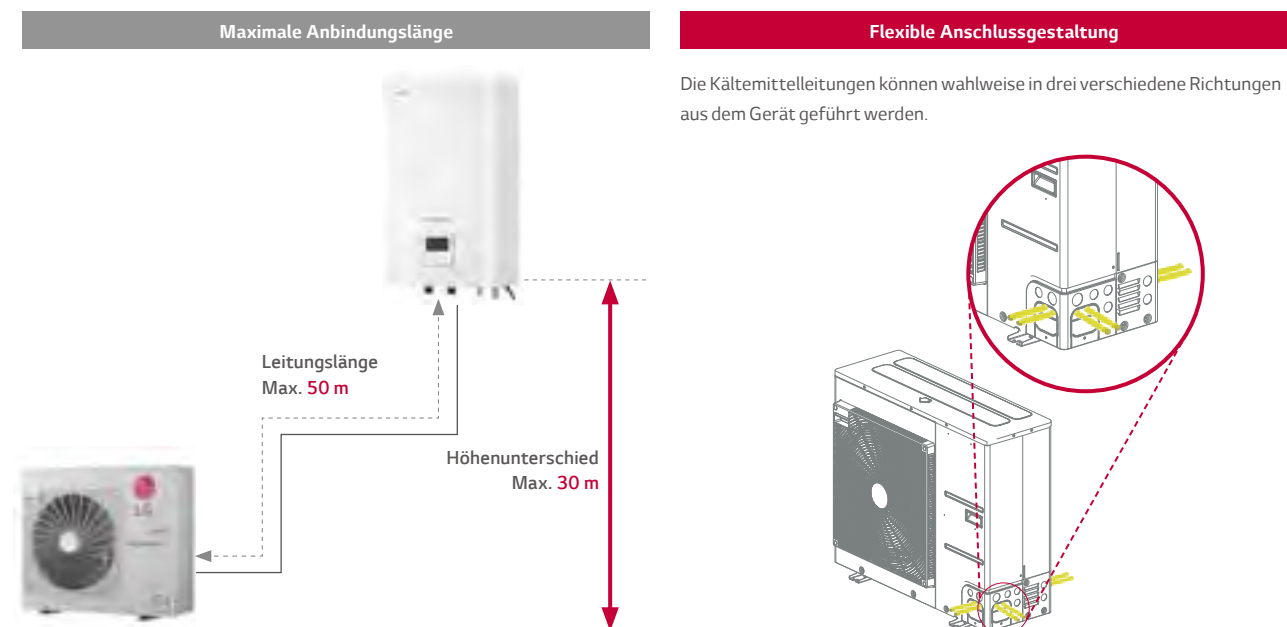 Maximale Anbindungslänge
Leitungslänge
Max. 50 m
Höhenunterschied
Max. 30 m
LG
Flexible Anschlussgestaltung
Die Kältemittelleitungen können wahlweise in drei verschiedene Richtungen
aus dem Gerät geführt werden.